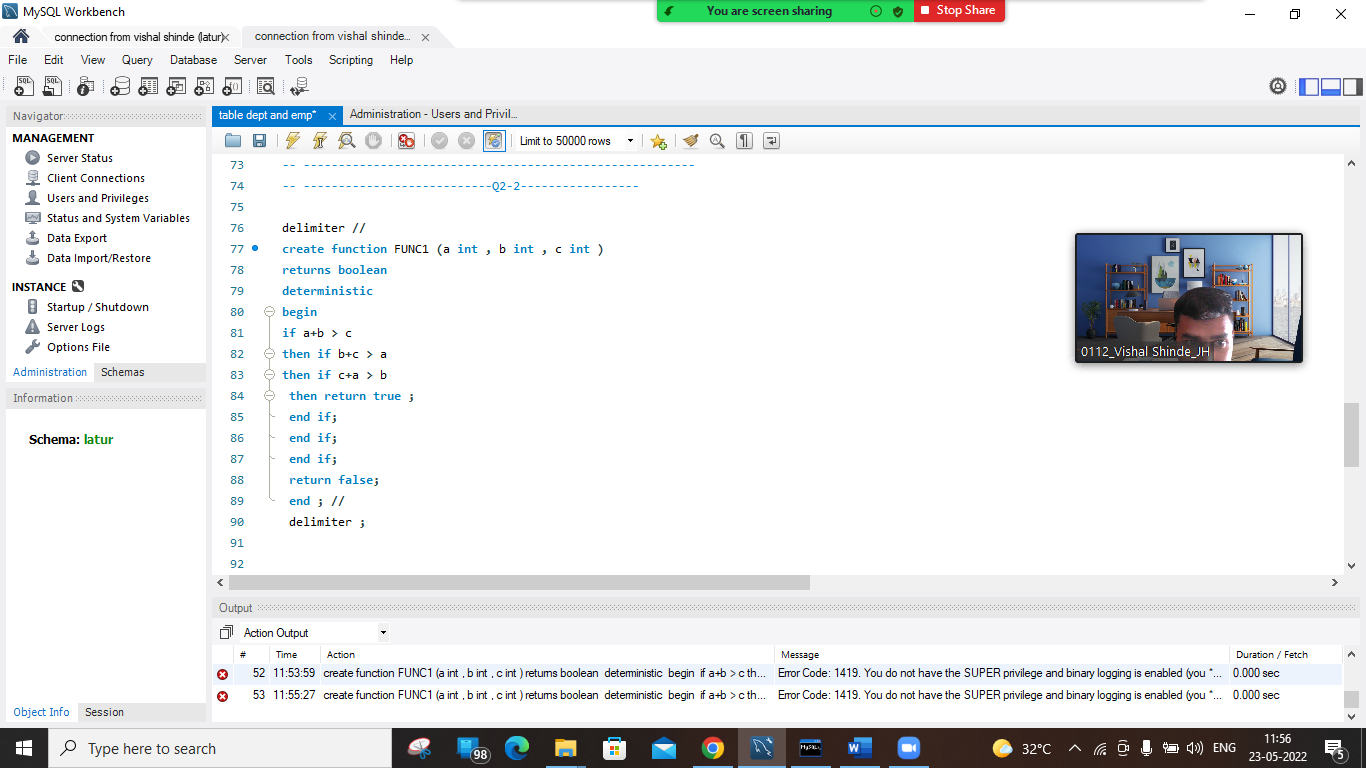 MySQL Workbench
You are screen sharing
Stop Share
connection from vishal shinde (latur)
connection from vishal shinde...
File Edit View Query Database Server Tools Scripting Help
Navigator
MANAGEMENT
Server Status
Client Connections
Users and Privileges
Status and System Variables
Data Export
Data Import/Restore
INSTANCE
Startup / Shutdown
Server Logs
Options File
Administration Schemas
Information
Schema: latur
Object Info Session
table dept and emp*
Administration - Users and Privil...
Limit to 50000 rows
73 -- --------------------------------------------------------
74 -- ---------------------------Q2-2-----------------
75
76 delimiter //
77 create function FUNC1 (a int , b int , c int )
78 returns boolean
79 deterministic
80 begin
81 if a+b > c
82 then if b+c > a
83 then if c+a > b
84 then return true ;
85 end if;
86 end if;
87 end if;
88 return false;
89 end ; //
90 delimiter ;
91
92
0112_Vishal Shinde_JH
Output
Action Output
# Time Action Message Duration / Fetch
52 11:53:59 create function FUNC1 (a int , b int , c int ) returns boolean deterministic begin if a+b > c th... Error Code: 1419. You do not have the SUPER privilege and binary logging is enabled (you *... 0.000 sec
53 11:55:27 create function FUNC1 (a int , b int , c int ) returns boolean deterministic begin if a+b > c th... Error Code: 1419. You do not have the SUPER privilege and binary logging is enabled (you *... 0.000 sec
Type here to search
98
MySQL
32°C
ENG
11:56
23-05-2022
5